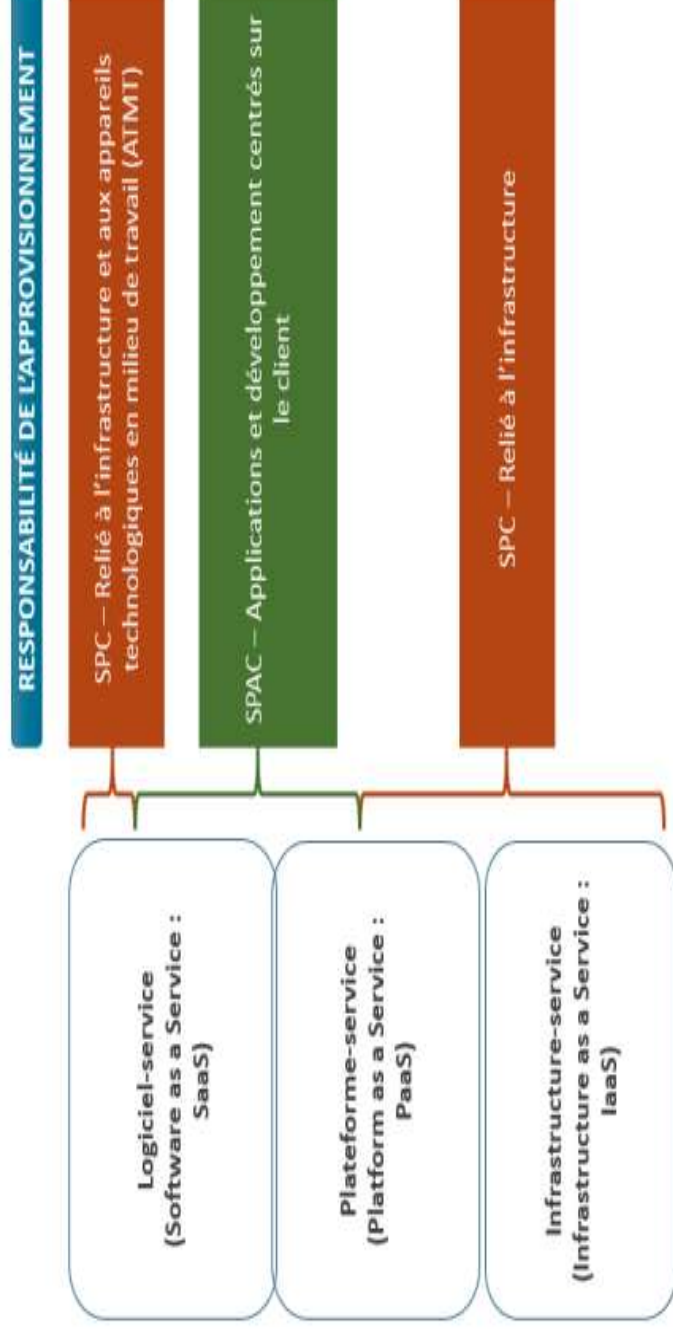 RESPONSABILITÉ DE L'APPROVISIONNEMENT
Logiciel-service
(Software as a Service :
SaaS)
SPC – Relié à l'infrastructure et aux appareils
technologiques en milieu de travail (ATMT)
SPAC – Applications et développement centrés sur
le client
Plateforme-service
(Platform as a Service :
PaaS)
Infrastructure-service
(Infrastructure as a Service :
IaaS)
SPC – Relié à l'infrastructure